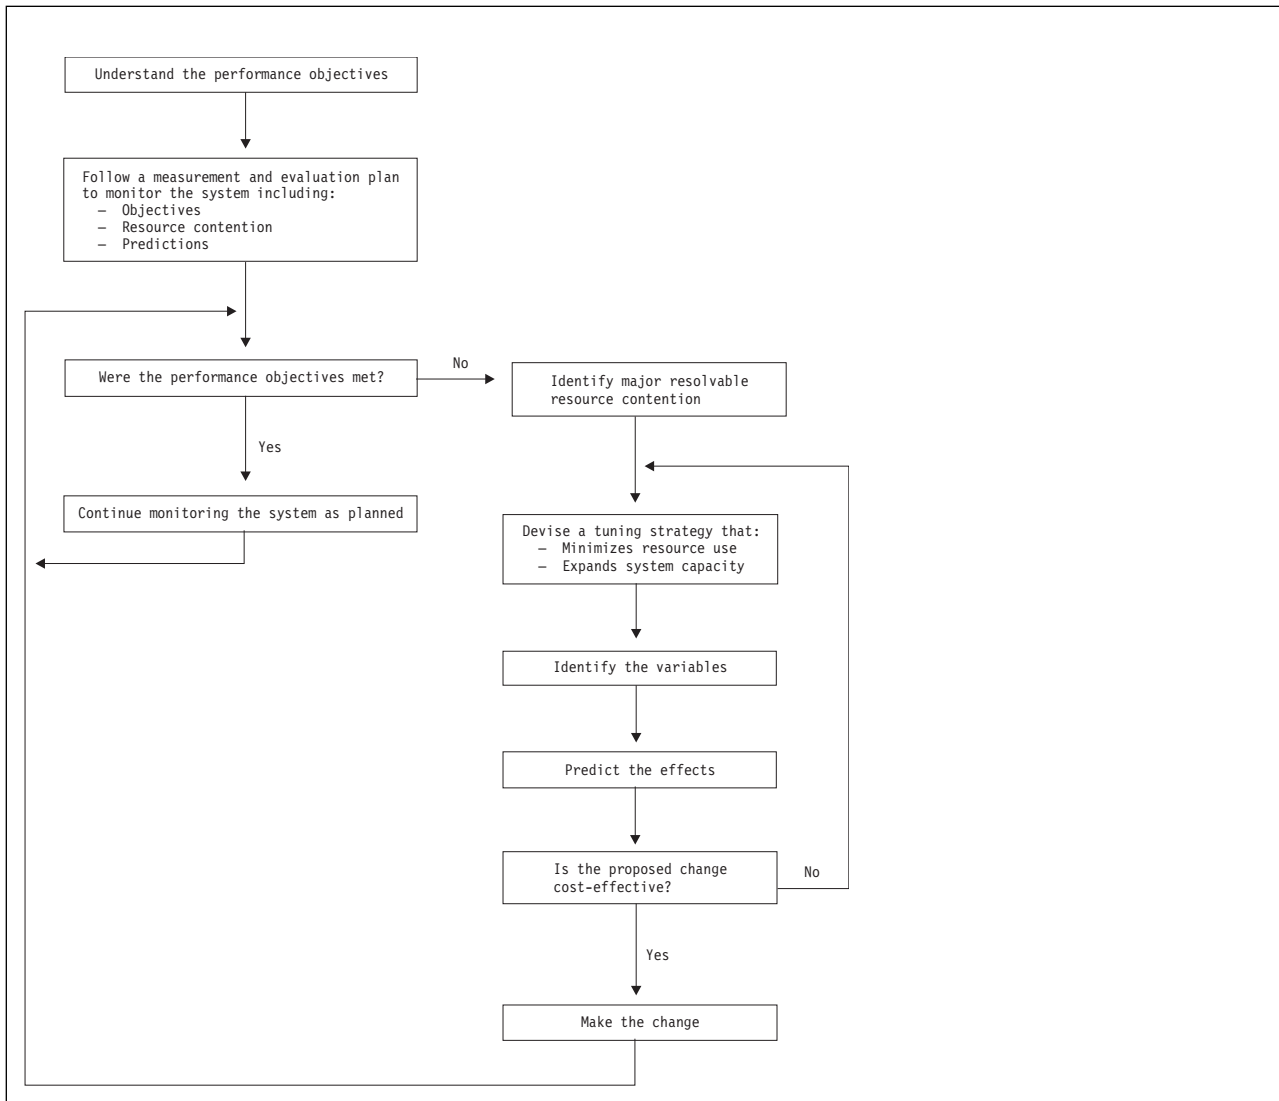 Understand the performance objectives
Follow a measurement and evaluation plan
to monitor the system including:
– Objectives
– Resource contention
– Predictions
Were the performance objectives met?
No
Identify major resolvable
resource contention
Yes
Continue monitoring the system as planned
Devise a tuning strategy that:
– Minimizes resource use
– Expands system capacity
Identify the variables
Predict the effects
Is the proposed change
cost-effective?
No
Yes
Make the change